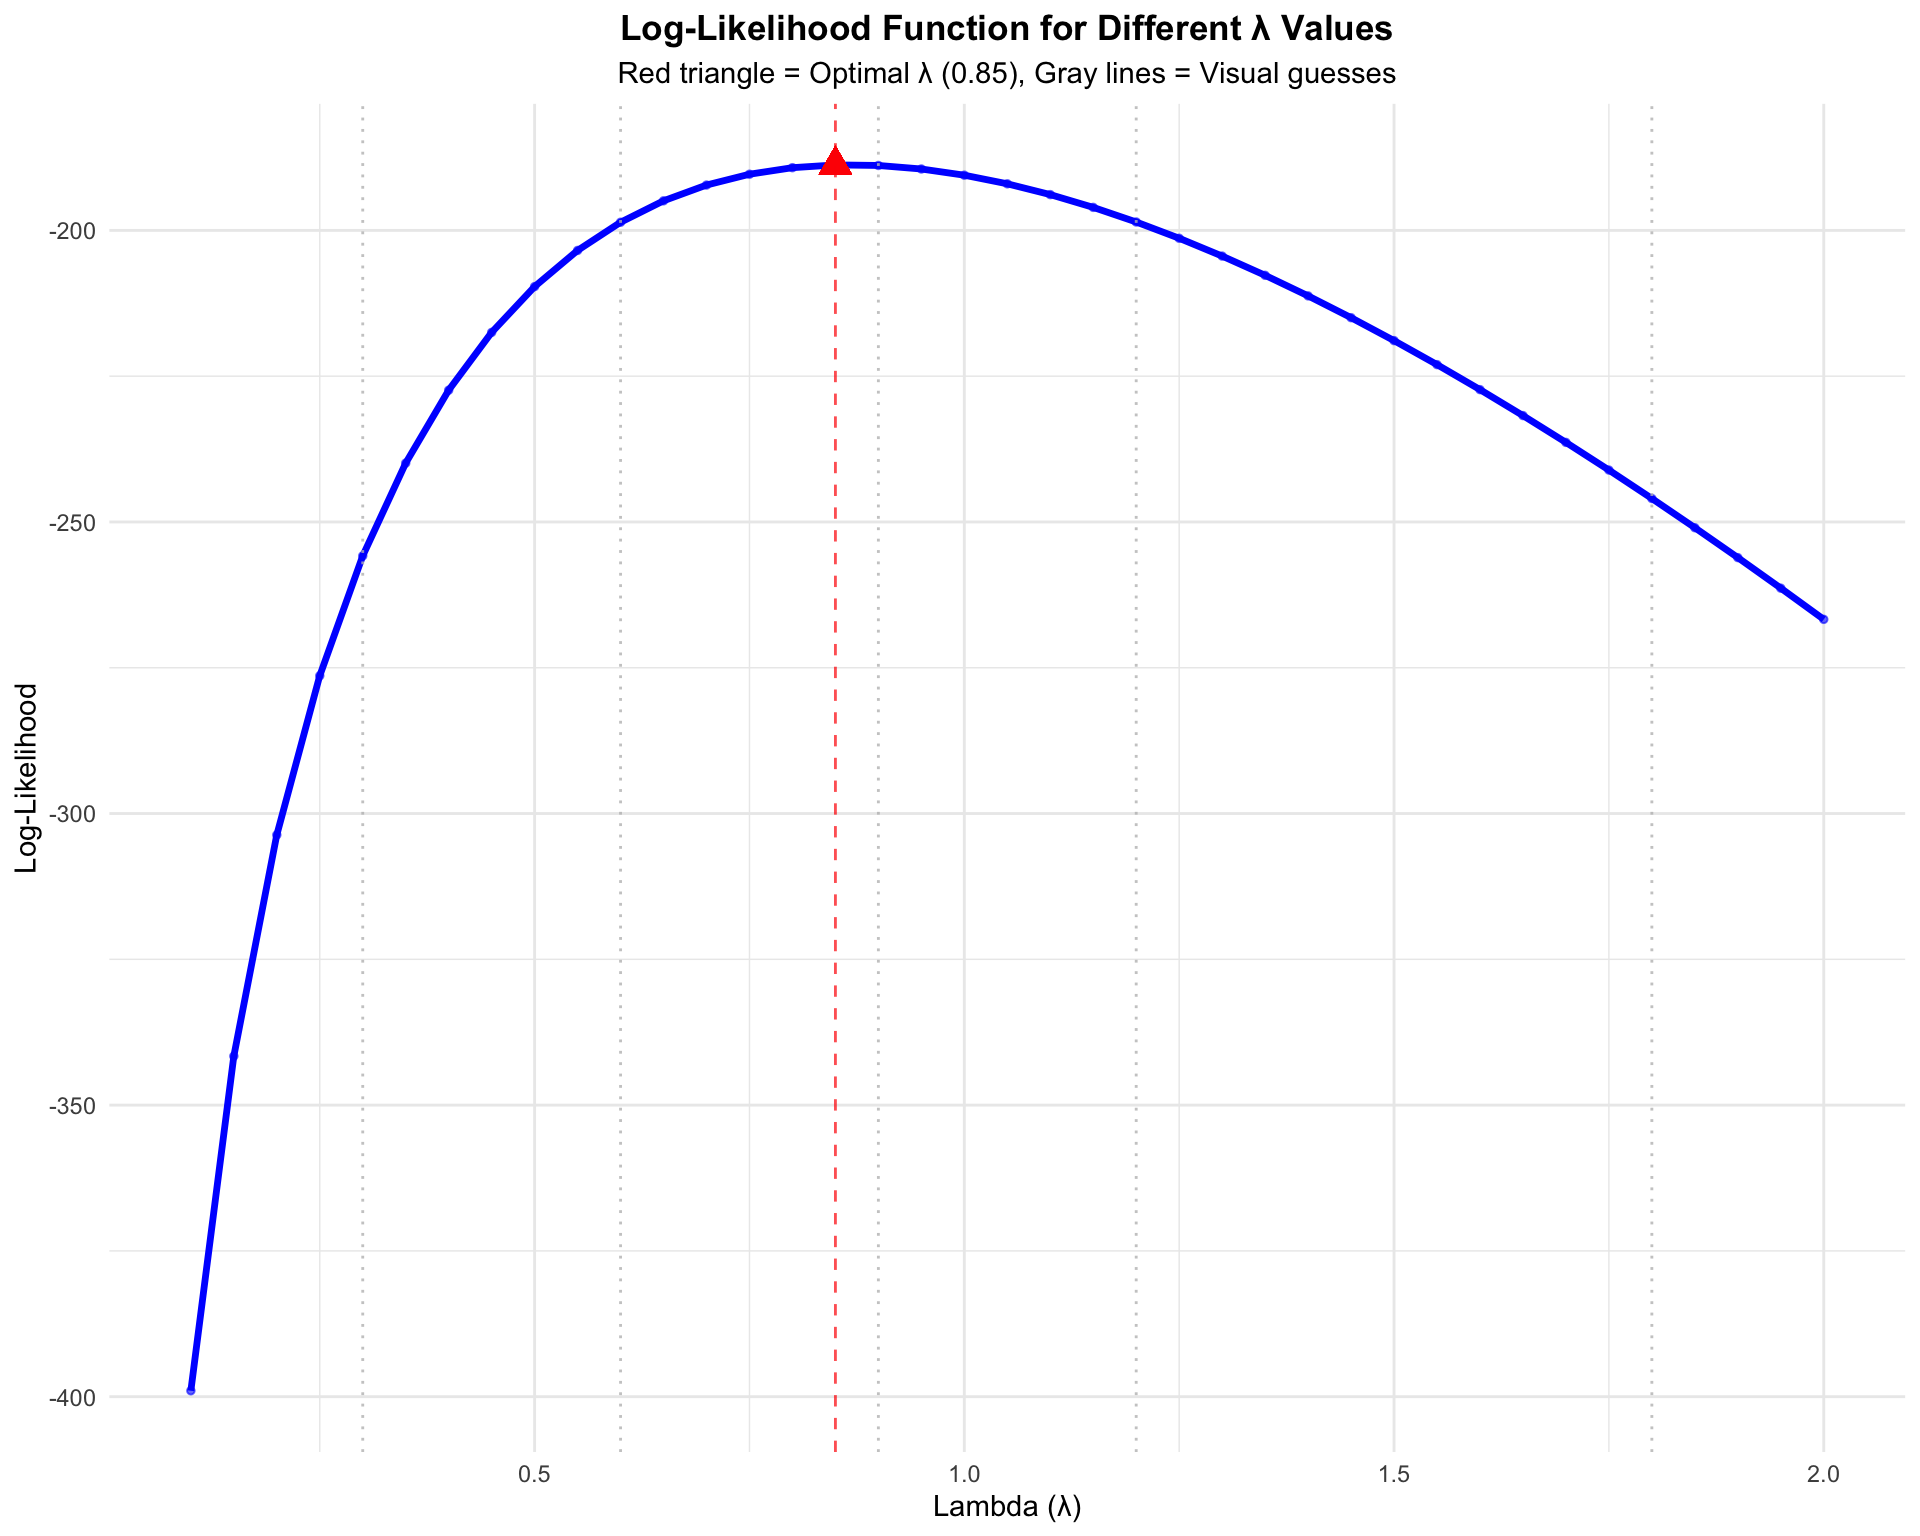 Log-Likelihood Function for Different λ Values
Red triangle = Optimal λ (0.85), Gray lines = Visual guesses
Log-Likelihood
-200
-250
-300
-350
-400
0.5
1.0
1.5
2.0
Lambda (λ)